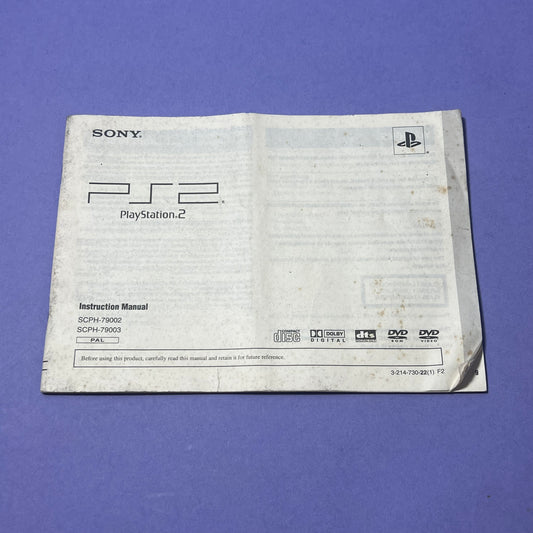 SONY.
PS2
PlayStation.2
Instruction Manual
SCPH-79002
SCPH-79003
PAL
COMPACT
disc
DOLBY
DIGITAL
dts
DVD
ROM
DVD
VIDEO
Before using this product, carefully read this manual and retain it for future reference.
3-214-730-22(1) F2